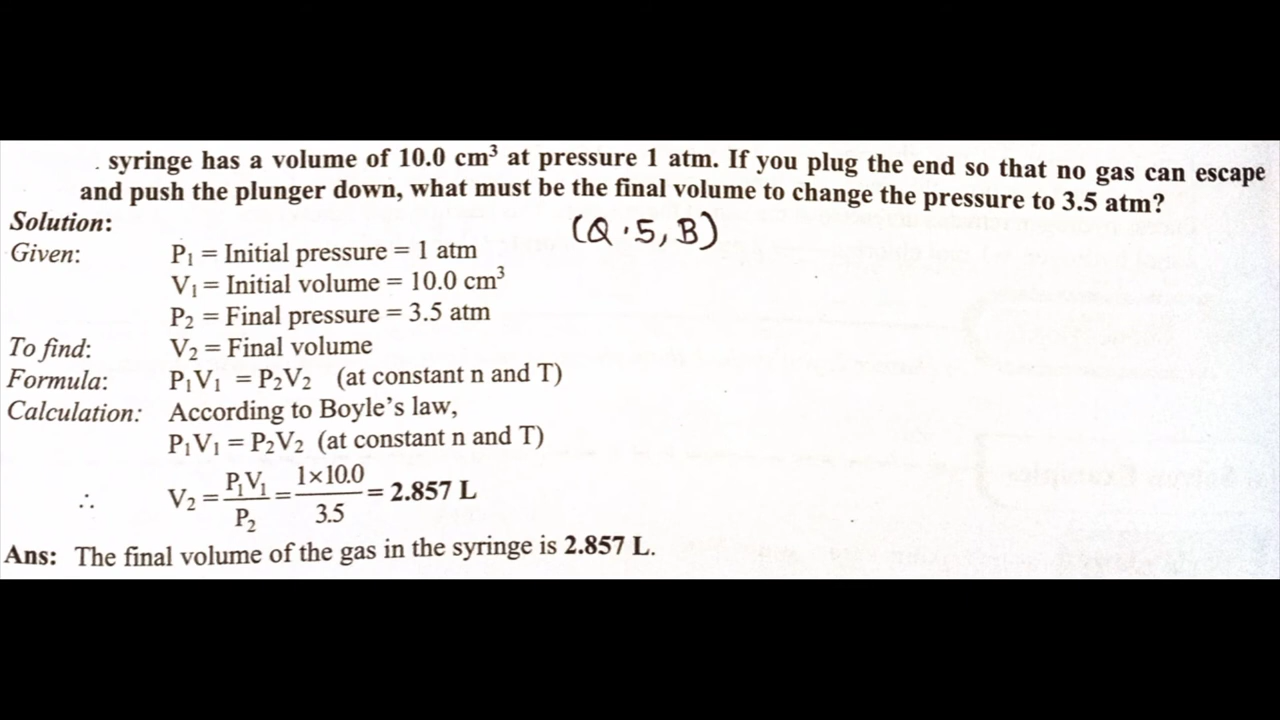 syringe has a volume of 10.0 cm³ at pressure 1 atm. If you plug the end so that no gas can escape
and push the plunger down, what must be the final volume to change the pressure to 3.5 atm?
Solution:
(Q.5, B)
Given: P₁ = Initial pressure = 1 atm
V₁ = Initial volume = 10.0 cm³
P₂ = Final pressure = 3.5 atm
To find: V₂ = Final volume
Formula: P₁V₁ = P₂V₂ (at constant n and T)
Calculation: According to Boyle's law,
P₁V₁ = P₂V₂ (at constant n and T)
∴ V₂ = P₁V₁/P₂ = 1×10.0/3.5 = 2.857 L
Ans: The final volume of the gas in the syringe is 2.857 L.